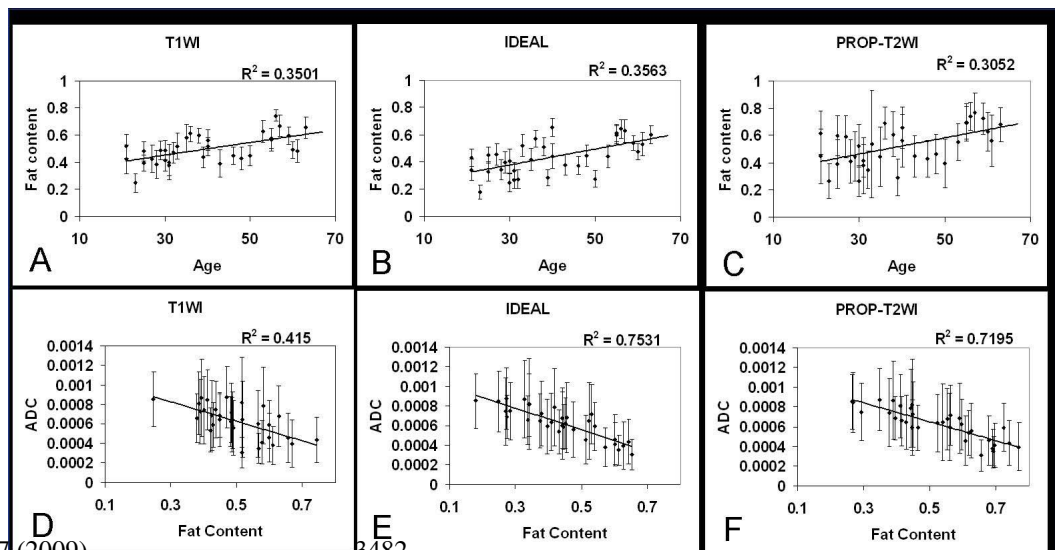 T1WI
R² = 0.3501
Fat content
1
0.8
0.6
0.4
0.2
0
10 30 50 70
Age
A
IDEAL
R² = 0.3563
Fat content
1
0.8
0.6
0.4
0.2
0
10 30 50 70
Age
B
PROP-T2WI
R² = 0.3052
Fat content
1
0.8
0.6
0.4
0.2
0
10 30 50 70
Age
C
T1WI
R² = 0.415
ADC
0.0014
0.0012
0.001
0.0008
0.0006
0.0004
0.0002
0
0.1 0.3 0.5 0.7
Fat Content
D
IDEAL
R² = 0.7531
ADC
0.0014
0.0012
0.001
0.0008
0.0006
0.0004
0.0002
0
0.1 0.3 0.5 0.7
Fat Content
E
PROP-T2WI
R² = 0.7195
ADC
0.0014
0.0012
0.001
0.0008
0.0006
0.0004
0.0002
0
0.1 0.3 0.5 0.7
Fat Content
F
7 (2009) 3482